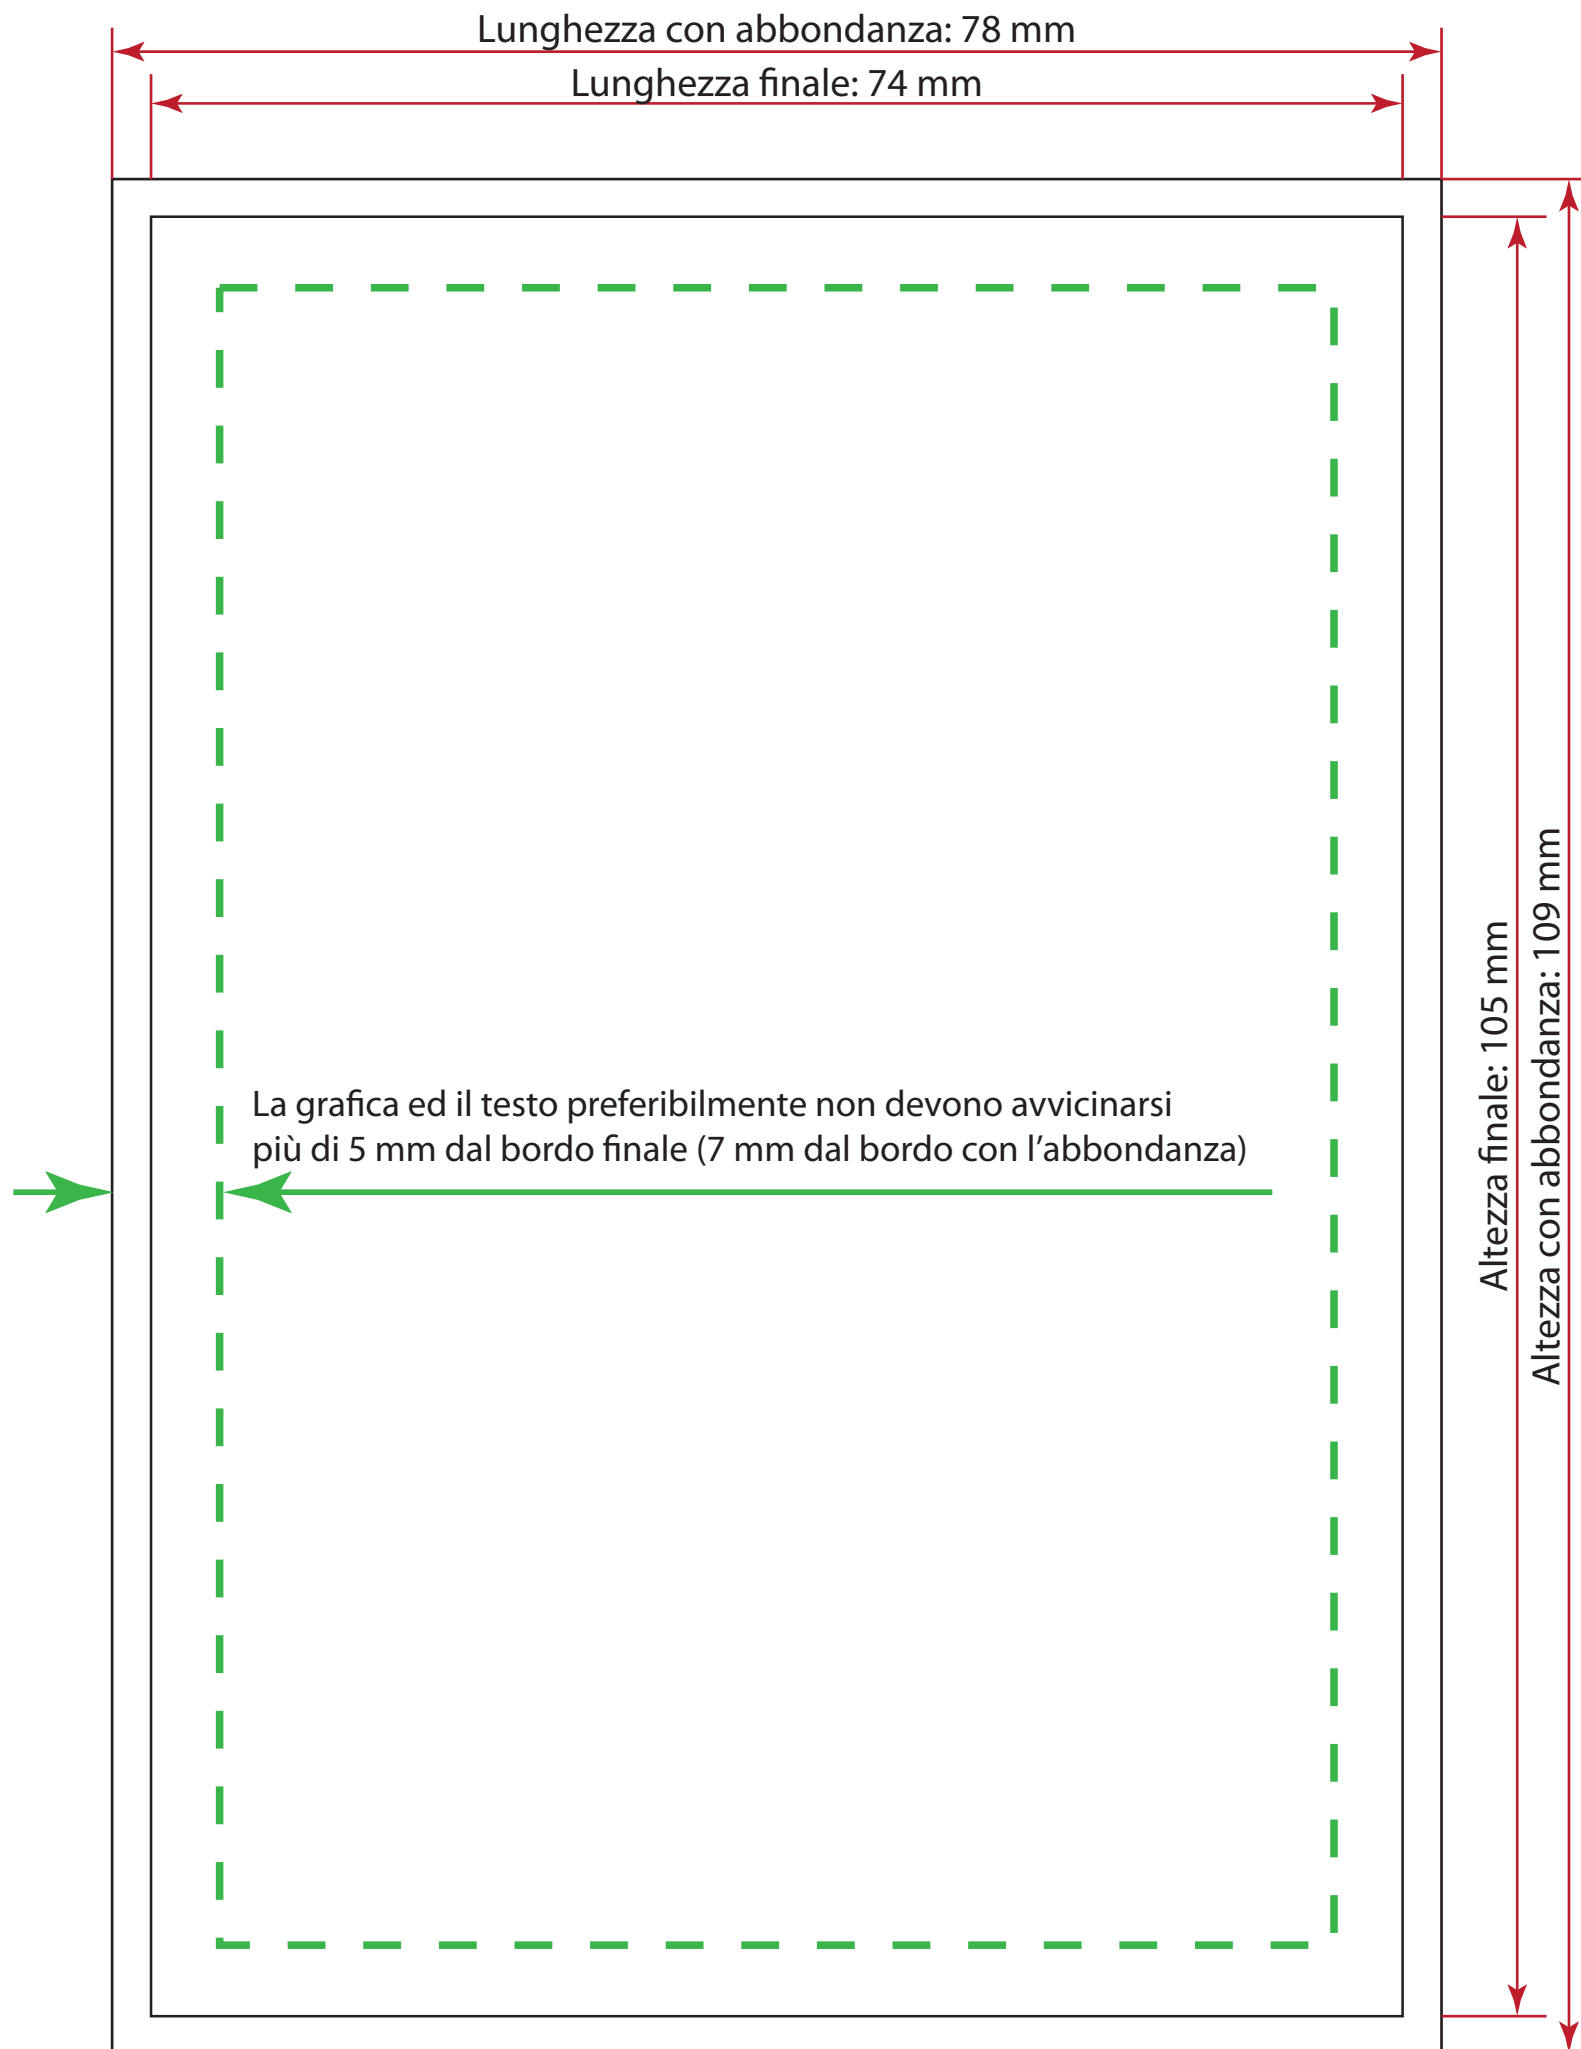 Lunghezza con abbondanza: 78 mm
Lunghezza finale: 74 mm
La grafica ed il testo preferibilmente non devono avvicinarsi
più di 5 mm dal bordo finale (7 mm dal bordo con l’abbondanza)
Altezza finale: 105 mm
Altezza con abbondanza: 109 mm